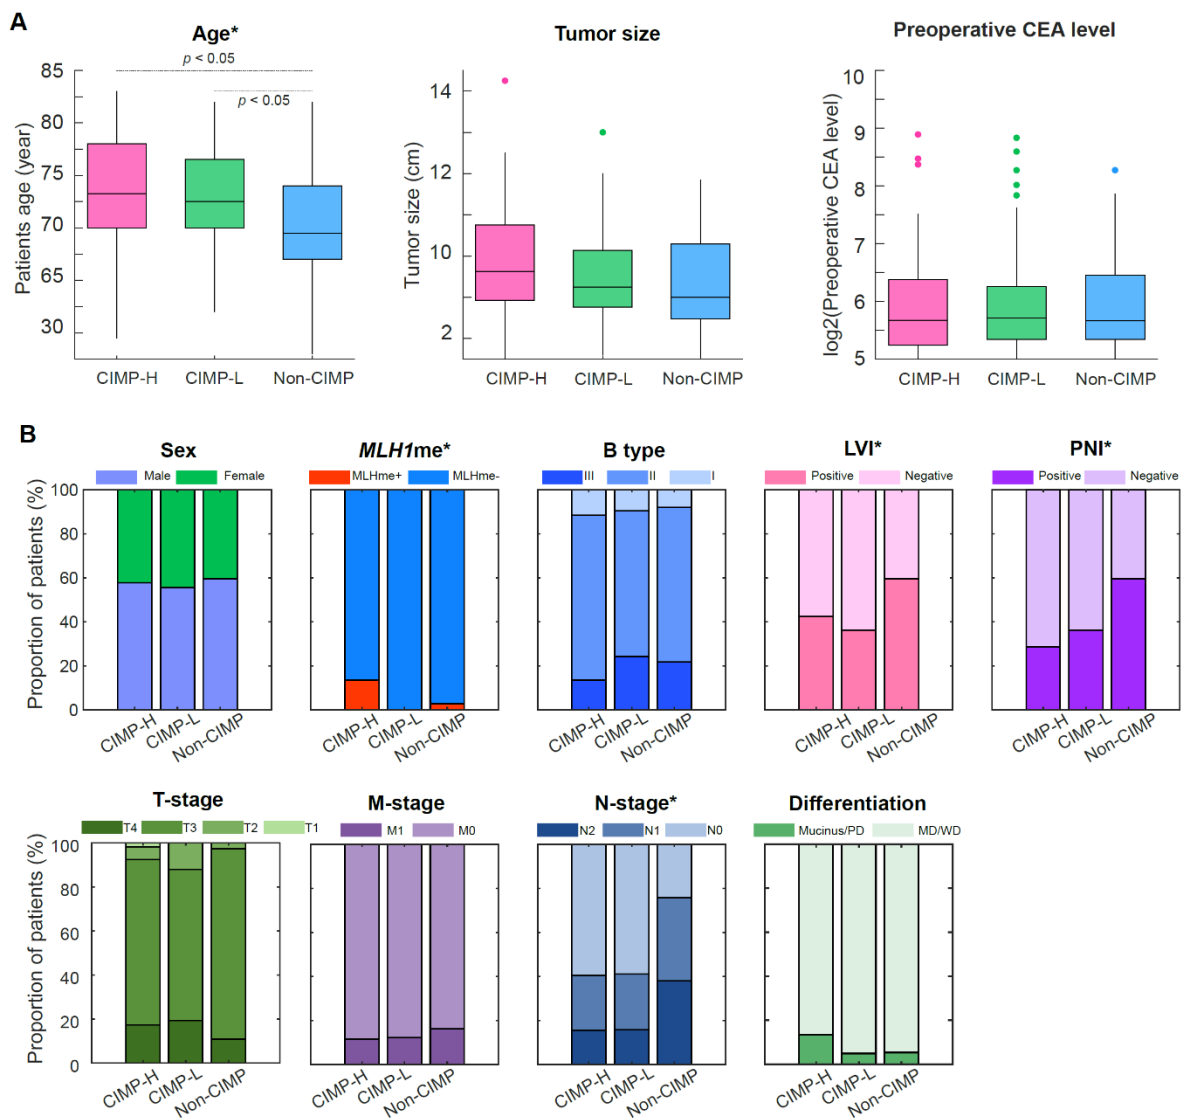 A
Age*
Tumor size
Preoperative CEA level
p < 0.05
p < 0.05
Patients age (year)
85
80
75
70
65
30
CIMP-H
CIMP-L
Non-CIMP
Tumor size (cm)
14
12
10
2
CIMP-H
CIMP-L
Non-CIMP
log2(Preoperative CEA level)
10
9
8
7
6
5
CIMP-H
CIMP-L
Non-CIMP
B
Sex
Male Female
Proportion of patients (%)
100
80
60
40
20
0
CIMP-H
CIMP-L
Non-CIMP
MLH1me*
MLHme+ MLHme-
CIMP-H
CIMP-L
Non-CIMP
B type
III II I
CIMP-H
CIMP-L
Non-CIMP
LVI*
Positive Negative
CIMP-H
CIMP-L
Non-CIMP
PNI*
Positive Negative
CIMP-H
CIMP-L
Non-CIMP
T-stage
T4 T3 T2 T1
Proportion of patients (%)
100
80
60
40
20
0
CIMP-H
CIMP-L
Non-CIMP
M-stage
M1 M0
CIMP-H
CIMP-L
Non-CIMP
N-stage*
N2 N1 N0
CIMP-H
CIMP-L
Non-CIMP
Differentiation
Mucinus/PD MD/WD
CIMP-H
CIMP-L
Non-CIMP